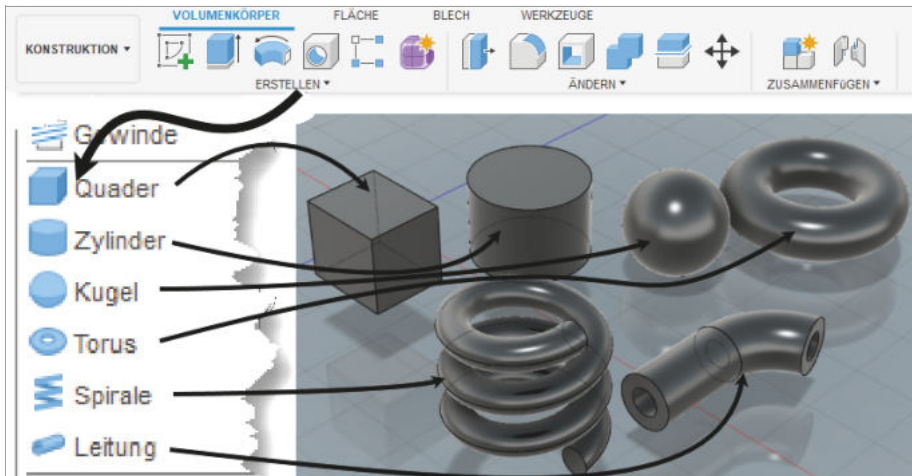 VOLUMENKÖRPER FLÄCHE BLECH WERKZEUGE
KONSTRUKTION
ERSTELLEN ÄNDERN ZUSAMMENFüGEN
Gewinde
Quader
Zylinder
Kugel
Torus
Spirale
Leitung